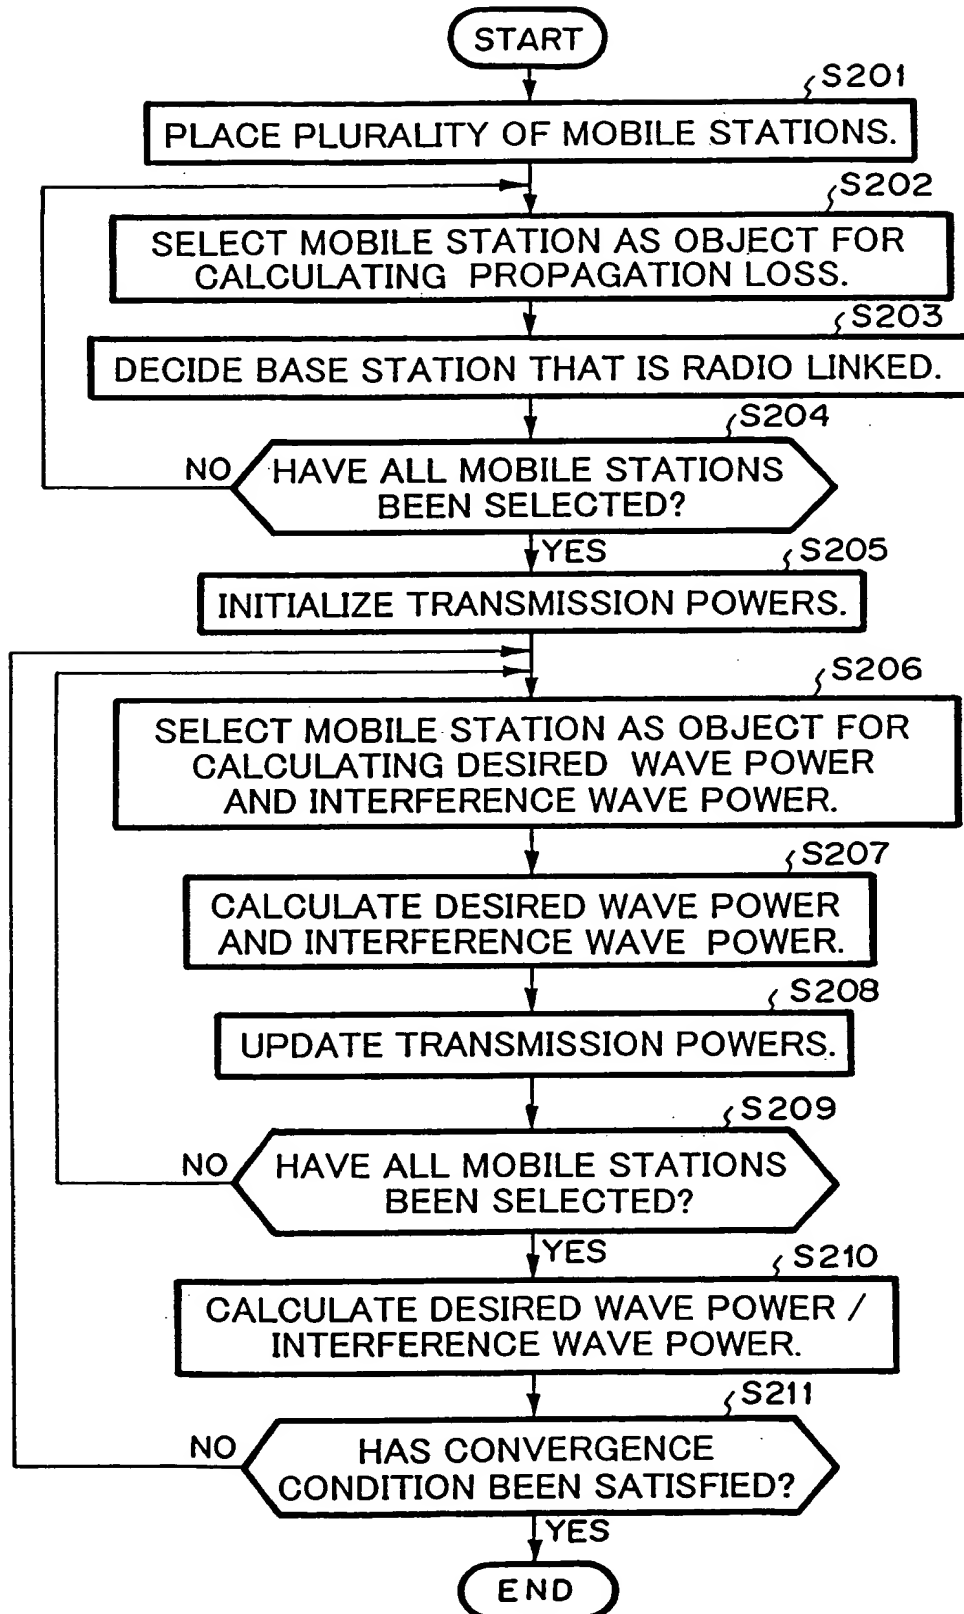 START
S201
PLACE PLURALITY OF MOBILE STATIONS.
S202
SELECT MOBILE STATION AS OBJECT FOR
CALCULATING PROPAGATION LOSS.
S203
DECIDE BASE STATION THAT IS RADIO LINKED.
S204
HAVE ALL MOBILE STATIONS
BEEN SELECTED?
NO
YES
S205
INITIALIZE TRANSMISSION POWERS.
S206
SELECT MOBILE STATION AS OBJECT FOR
CALCULATING DESIRED WAVE POWER
AND INTERFERENCE WAVE POWER.
S207
CALCULATE DESIRED WAVE POWER
AND INTERFERENCE WAVE POWER.
S208
UPDATE TRANSMISSION POWERS.
S209
HAVE ALL MOBILE STATIONS
BEEN SELECTED?
NO
YES
S210
CALCULATE DESIRED WAVE POWER /
INTERFERENCE WAVE POWER.
S211
HAS CONVERGENCE
CONDITION BEEN SATISFIED?
NO
YES
END